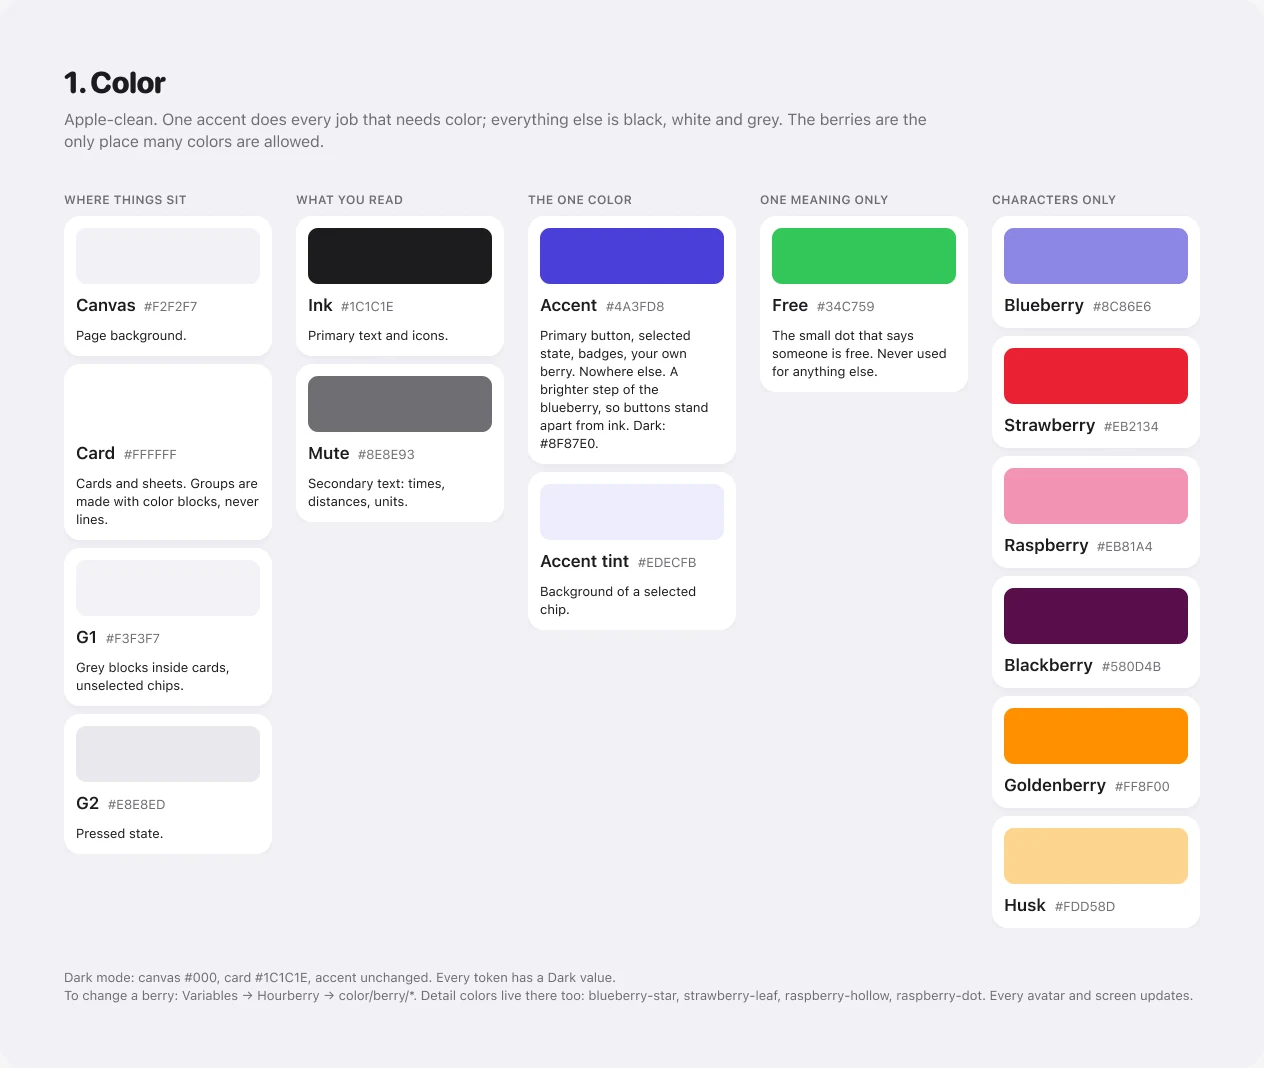 1. Color
Apple-clean. One accent does every job that needs color; everything else is black, white and grey. The berries are the
only place many colors are allowed.
WHERE THINGS SIT
Canvas #F2F2F7
Page background.
Card #FFFFFF
Cards and sheets. Groups are
made with color blocks, never
lines.
G1 #F3F3F7
Grey blocks inside cards,
unselected chips.
G2 #E8E8ED
Pressed state.
WHAT YOU READ
Ink #1C1C1E
Primary text and icons.
Mute #8E8E93
Secondary text: times,
distances, units.
THE ONE COLOR
Accent #4A3FD8
Primary button, selected
state, badges, your own
berry. Nowhere else. A
brighter step of the
blueberry, so buttons stand
apart from ink. Dark:
#8F87E0.
Accent tint #EDECFB
Background of a selected
chip.
ONE MEANING ONLY
Free #34C759
The small dot that says
someone is free. Never used
for anything else.
CHARACTERS ONLY
Blueberry #8C86E6
Strawberry #EB2134
Raspberry #EB81A4
Blackberry #580D4B
Goldenberry #FF8F00
Husk #FDD58D
Dark mode: canvas #000, card #1C1C1E, accent unchanged. Every token has a Dark value.
To change a berry: Variables → Hourberry → color/berry/*. Detail colors live there too: blueberry-star, strawberry-leaf, raspberry-hollow, raspberry-dot. Every avatar and screen updates.